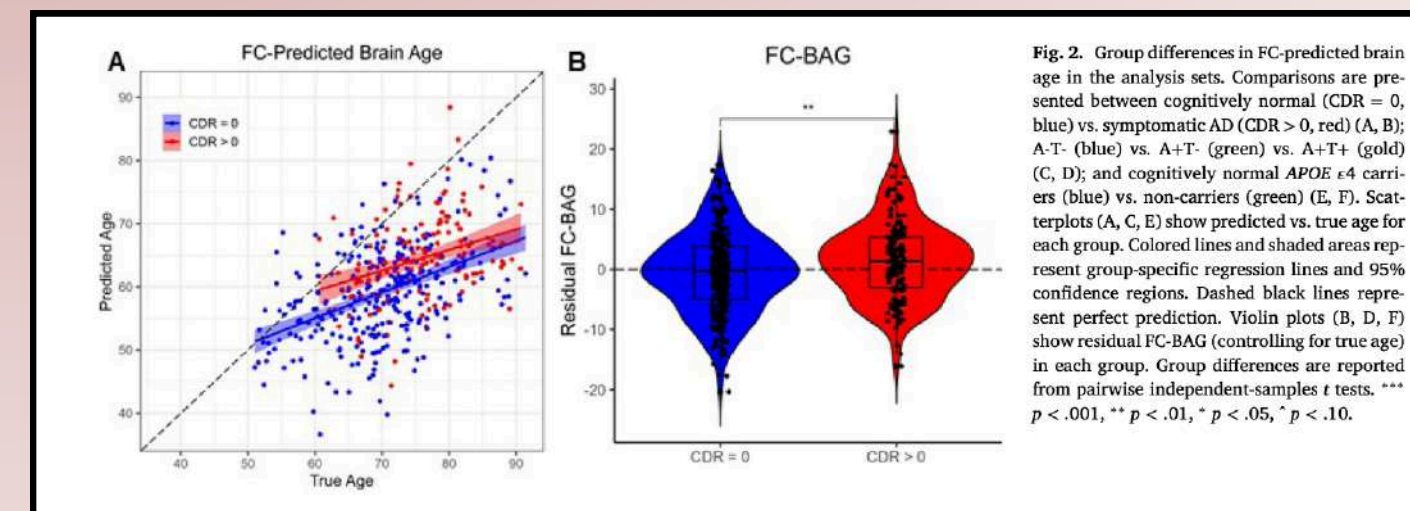 A
FC-Predicted Brain Age
CDR = 0
CDR > 0
90
80
70
60
50
40
Predicted Age
40
50
60
70
80
90
True Age
B
FC-BAG
**
30
20
10
0
-10
-20
Residual FC-BAG
CDR = 0
CDR > 0
Fig. 2. Group differences in FC-predicted brain
age in the analysis sets. Comparisons are pre-
sented between cognitively normal (CDR = 0,
blue) vs. symptomatic AD (CDR > 0, red) (A, B);
A-T- (blue) vs. A+T- (green) vs. A+T+ (gold)
(C, D); and cognitively normal APOE ε4 carri-
ers (blue) vs. non-carriers (green) (E, F). Scat-
terplots (A, C, E) show predicted vs. true age for
each group. Colored lines and shaded areas rep-
resent group-specific regression lines and 95%
confidence regions. Dashed black lines repre-
sent perfect prediction. Violin plots (B, D, F)
show residual FC-BAG (controlling for true age)
in each group. Group differences are reported
from pairwise independent-samples t tests. ***
p < .001, ** p < .01, * p < .05, ^ p < .10.